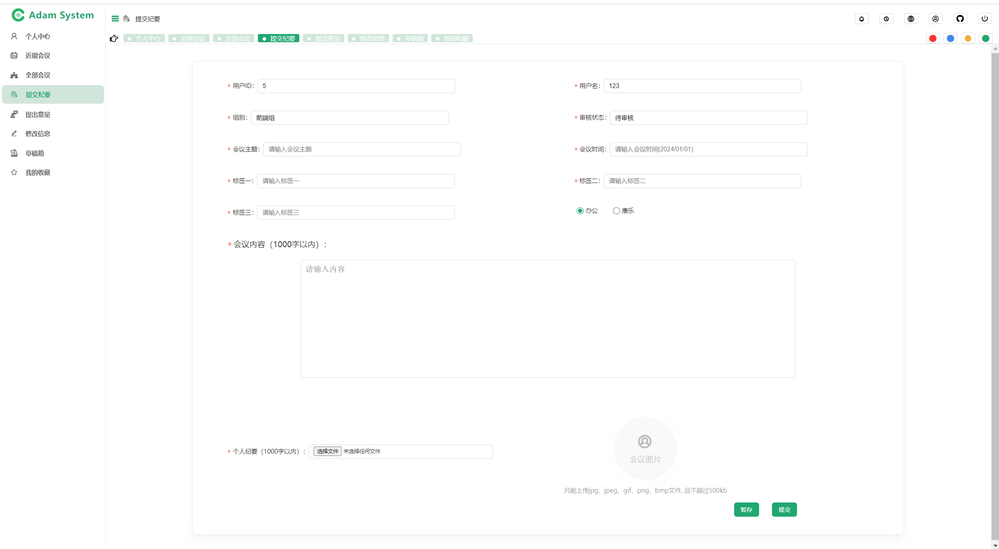 Adam System
个人中心
近期会议
全部会议
提交纪要
提出意见
修改信息
草稿箱
我的收藏
提交纪要
个人中心 近期会议 全部会议 提交纪要 提出意见 修改信息 草稿箱 我的收藏
* 用户ID： 5 * 用户名： 123
* 组别： 前端组 * 审核状态： 待审核
* 会议主题： 请输入会议主题 * 会议时间： 请输入会议时间(2024/01/01)
* 标签一： 请输入标签一 * 标签二： 请输入标签二
* 标签三： 请输入标签三 办公 康乐
* 会议内容（1000字以内）：
请输入内容
* 个人纪要（1000字以内）： 选择文件 未选择任何文件
会议图片
只能上传jpg、jpeg、gif、png、bmp文件, 且不超过500kb
暂存 提交